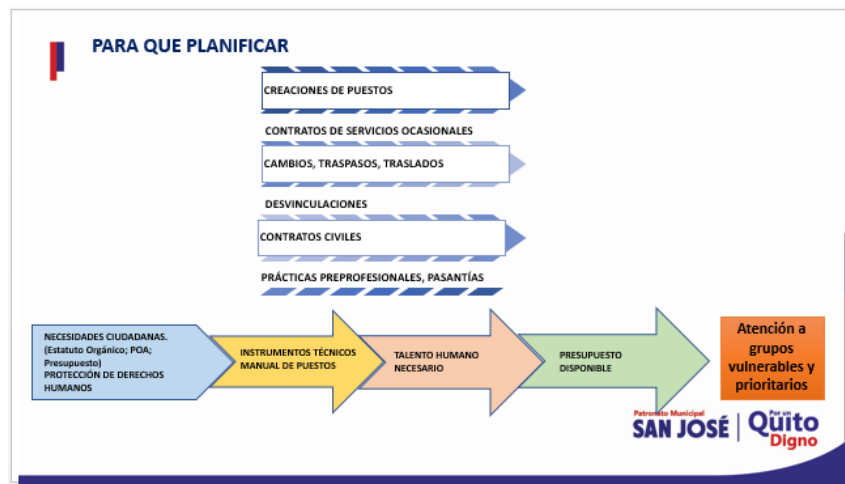 PARA QUE PLANIFICAR
CREACIONES DE PUESTOS
CONTRATOS DE SERVICIOS OCASIONALES
CAMBIOS, TRASPASOS, TRASLADOS
DESVINCULACIONES
CONTRATOS CIVILES
PRÁCTICAS PREPROFESIONALES, PASANTÍAS
NECESIDADES CIUDADANAS.
(Estatuto Orgánico; POA;
Presupuesto)
PROTECCIÓN DE DERECHOS
HUMANOS
INSTRUMENTOS TÉCNICOS
MANUAL DE PUESTOS
TALENTO HUMANO
NECESARIO
PRESUPUESTO
DISPONIBLE
Atención a
grupos
vulnerables y
prioritarios
Patronato Municipal
SAN JOSÉ
Por un
Quito
Digno